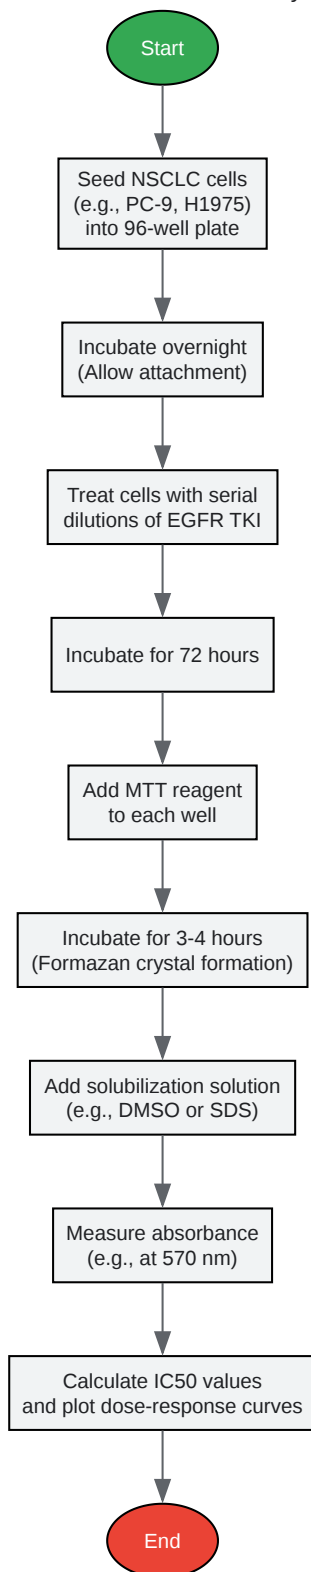 Start
Seed NSCLC cells
(e.g., PC-9, H1975)
into 96-well plate
Incubate overnight
(Allow attachment)
Treat cells with serial
dilutions of EGFR TKI
Incubate for 72 hours
Add MTT reagent
to each well
Incubate for 3-4 hours
(Formazan crystal formation)
Add solubilization solution
(e.g., DMSO or SDS)
Measure absorbance
(e.g., at 570 nm)
Calculate IC50 values
and plot dose-response curves
End